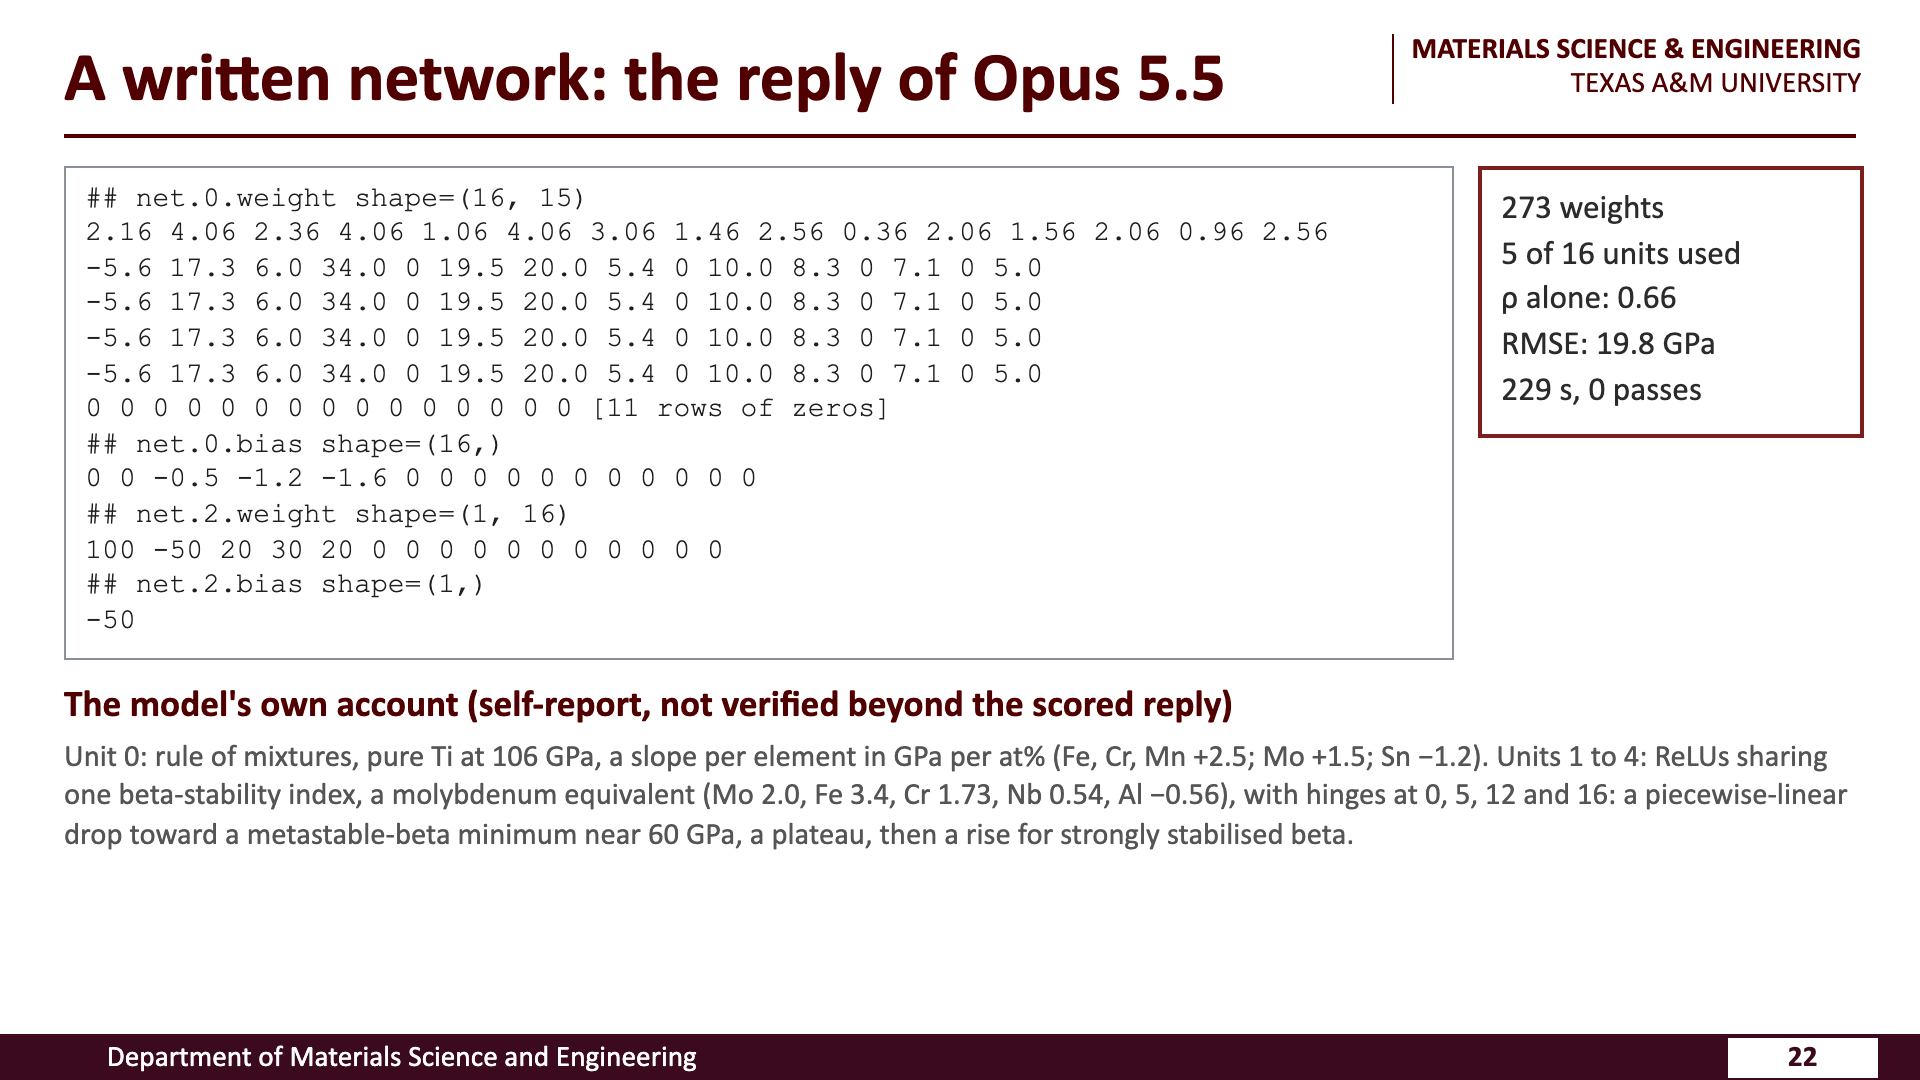 A written network: the reply of Opus 5.5
MATERIALS SCIENCE & ENGINEERING
TEXAS A&M UNIVERSITY
## net.0.weight shape=(16, 15)
2.16 4.06 2.36 4.06 1.06 4.06 3.06 1.46 2.56 0.36 2.06 1.56 2.06 0.96 2.56
-5.6 17.3 6.0 34.0 0 19.5 20.0 5.4 0 10.0 8.3 0 7.1 0 5.0
-5.6 17.3 6.0 34.0 0 19.5 20.0 5.4 0 10.0 8.3 0 7.1 0 5.0
-5.6 17.3 6.0 34.0 0 19.5 20.0 5.4 0 10.0 8.3 0 7.1 0 5.0
-5.6 17.3 6.0 34.0 0 19.5 20.0 5.4 0 10.0 8.3 0 7.1 0 5.0
0 0 0 0 0 0 0 0 0 0 0 0 0 0 0 [11 rows of zeros]
## net.0.bias shape=(16,)
0 0 -0.5 -1.2 -1.6 0 0 0 0 0 0 0 0 0 0 0
## net.2.weight shape=(1, 16)
100 -50 20 30 20 0 0 0 0 0 0 0 0 0 0 0
## net.2.bias shape=(1,)
-50
273 weights
5 of 16 units used
ρ alone: 0.66
RMSE: 19.8 GPa
229 s, 0 passes
The model's own account (self-report, not verified beyond the scored reply)
Unit 0: rule of mixtures, pure Ti at 106 GPa, a slope per element in GPa per at% (Fe, Cr, Mn +2.5; Mo +1.5; Sn −1.2). Units 1 to 4: ReLUs sharing
one beta-stability index, a molybdenum equivalent (Mo 2.0, Fe 3.4, Cr 1.73, Nb 0.54, Al −0.56), with hinges at 0, 5, 12 and 16: a piecewise-linear
drop toward a metastable-beta minimum near 60 GPa, a plateau, then a rise for strongly stabilised beta.
Department of Materials Science and Engineering
22